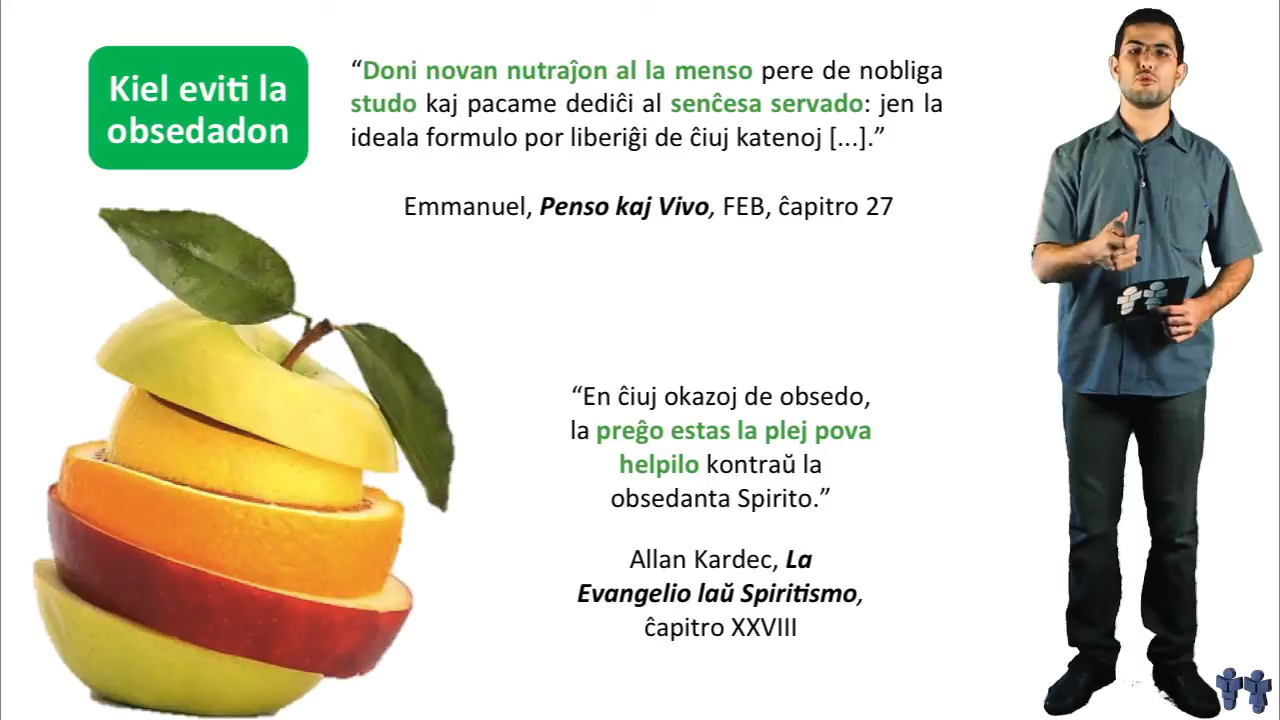 Kiel eviti la
obsedadon
“Doni novan nutraĵon al la menso pere de nobliga
studo kaj pacame dediĉi al senĉesa servado: jen la
ideala formulo por liberiĝi de ĉiuj katenoj [...].”
Emmanuel, Penso kaj Vivo, FEB, ĉapitro 27
“En ĉiuj okazoj de obsedo,
la preĝo estas la plej pova
helpilo kontraŭ la
obsedanta Spirito.”
Allan Kardec, La
Evangelio laŭ Spiritismo,
ĉapitro XXVIII